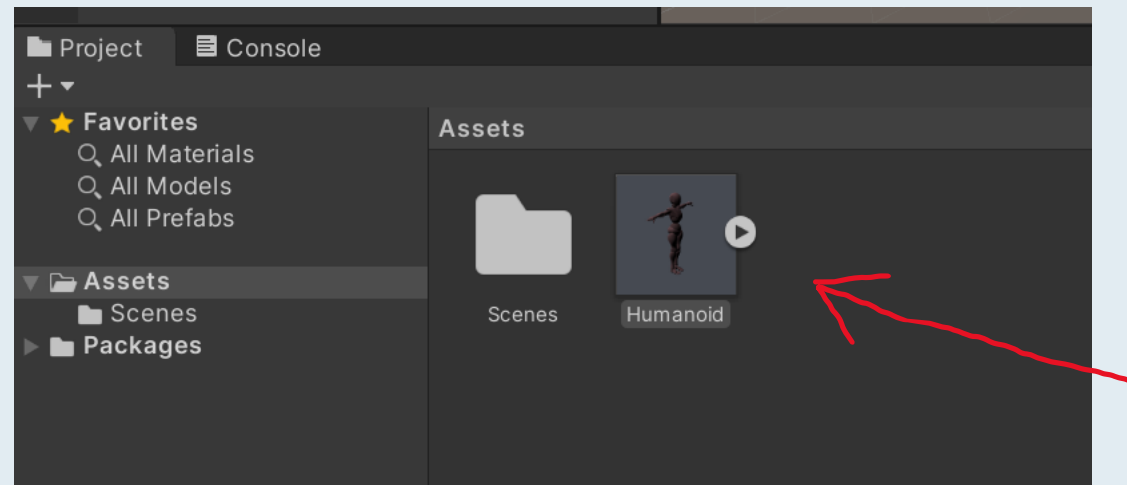 Project
Console
Favorites
All Materials
All Models
All Prefabs
Assets
Scenes
Packages
Assets
Scenes
Humanoid